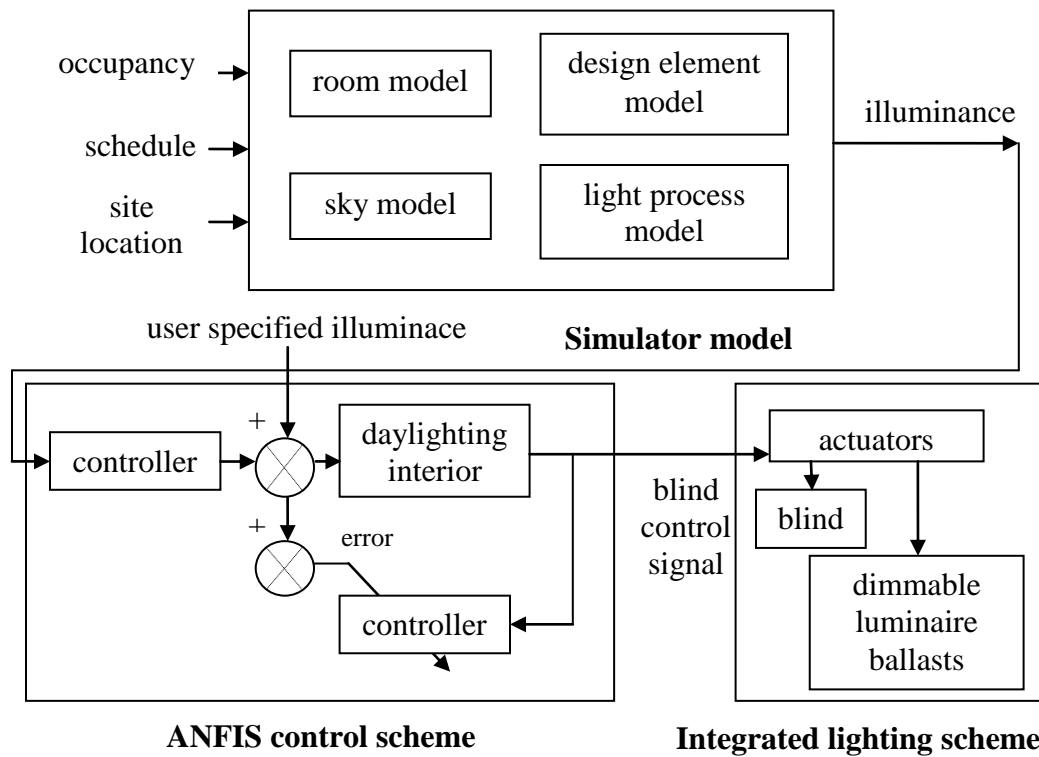 occupancy
schedule
site
location
room model
design element
model
sky model
light process
model
illuminance
user specified illuminace
Simulator model
+
controller
daylighting
interior
+
error
controller
blind
control
signal
actuators
blind
dimmable
luminaire
ballasts
ANFIS control scheme
Integrated lighting scheme